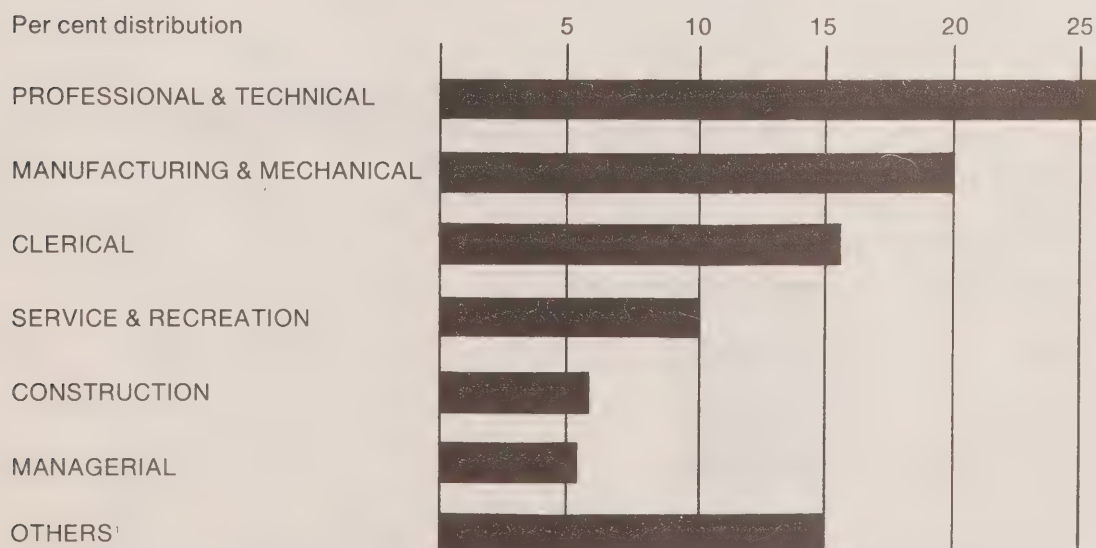 Per cent distribution 5 10 15 20 25
PROFESSIONAL & TECHNICAL
MANUFACTURING & MECHANICAL
CLERICAL
SERVICE & RECREATION
CONSTRUCTION
MANAGERIAL
OTHERS¹